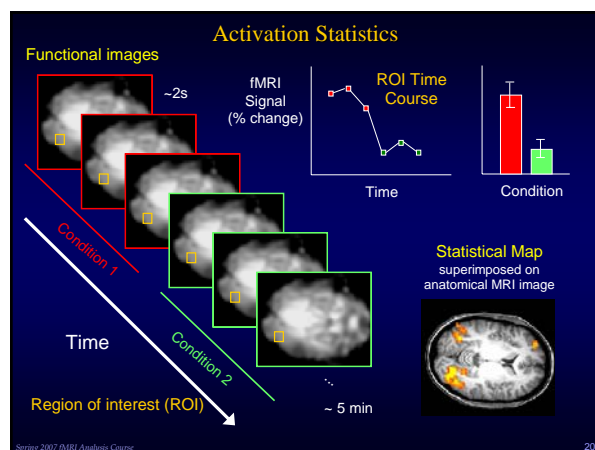 Activation Statistics
Functional images
~2s
fMRI
Signal
(% change)
ROI Time
Course
Time
Condition
Condition 1
Condition 2
Time
Statistical Map
superimposed on
anatomical MRI image
...
~ 5 min
Region of interest (ROI)
Spring 2007 fMRI Analysis Course
20